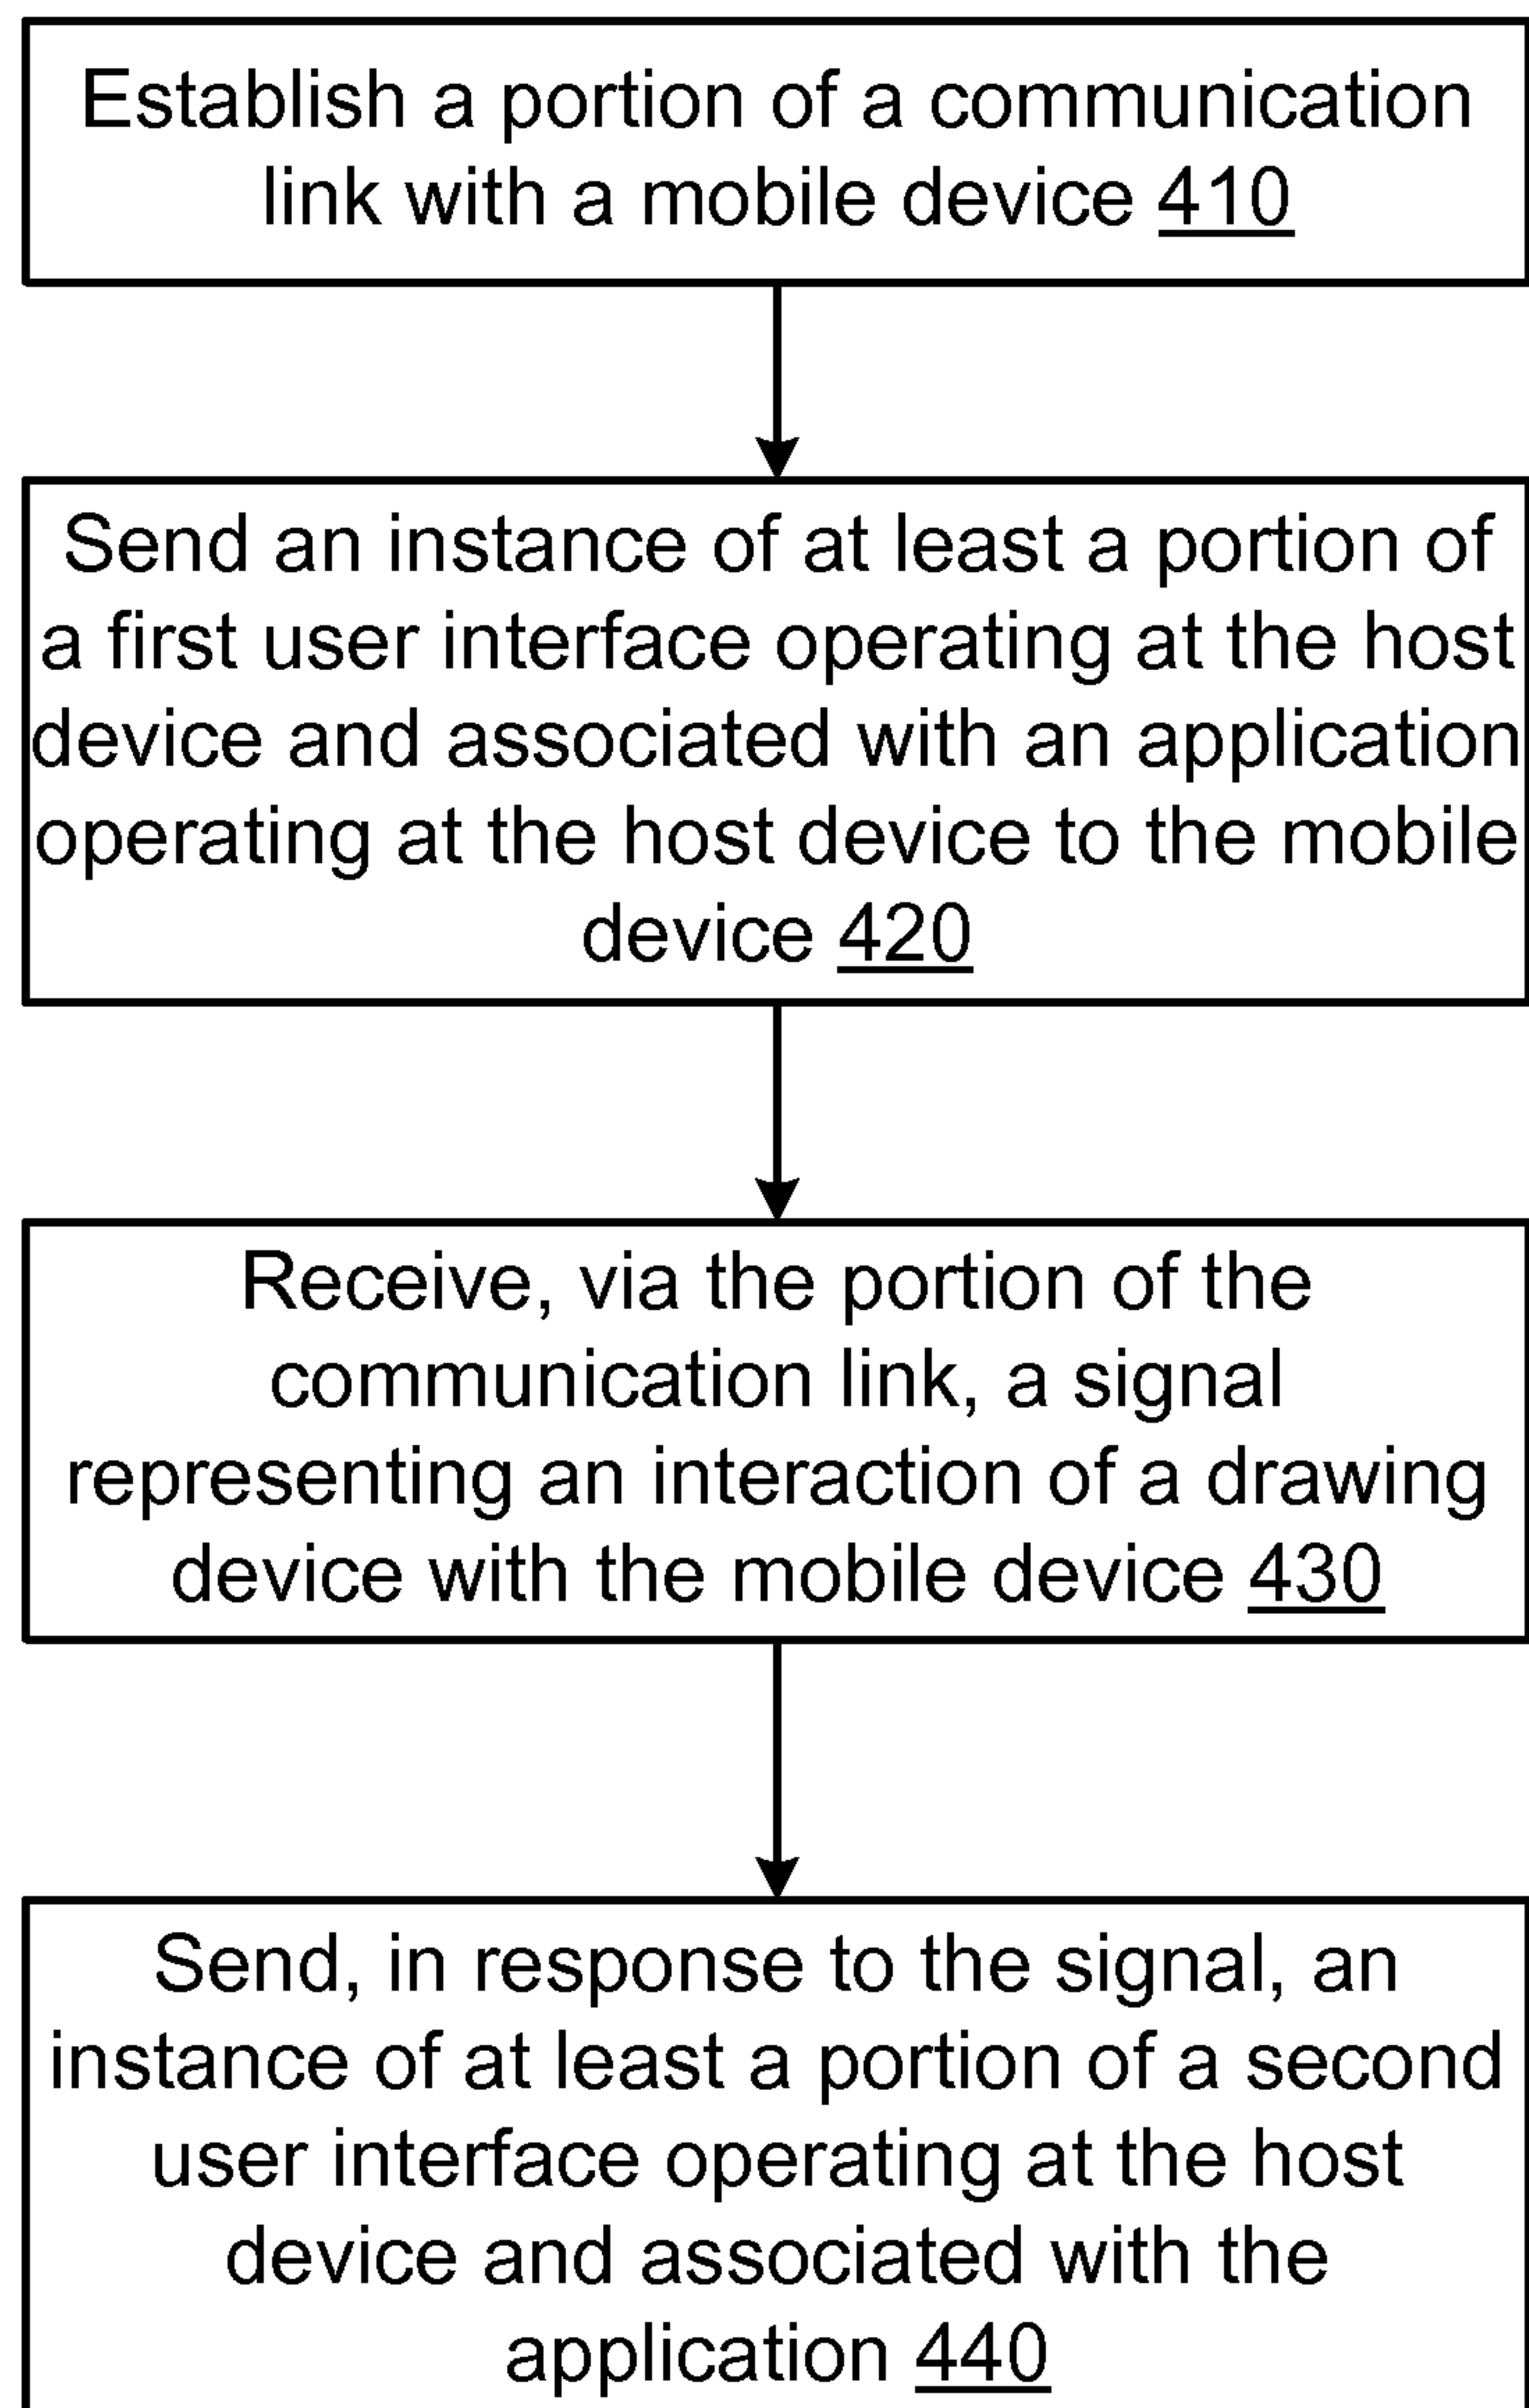 Establish a portion of a communication
link with a mobile device 410
Send an instance of at least a portion of
a first user interface operating at the host
device and associated with an application
operating at the host device to the mobile
device 420
Receive, via the portion of the
communication link, a signal
representing an interaction of a drawing
device with the mobile device 430
Send, in response to the signal, an
instance of at least a portion of a second
user interface operating at the host
device and associated with the
application 440